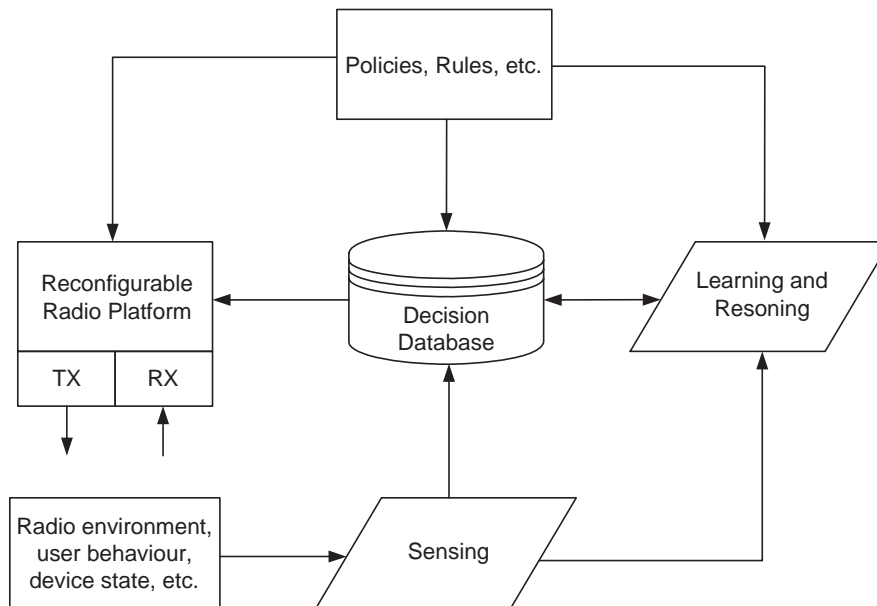 Policies, Rules, etc.
Reconfigurable
Radio Platform
TX
RX
Decision
Database
Learning and
Resoning
Radio environment,
user behaviour,
device state, etc.
Sensing